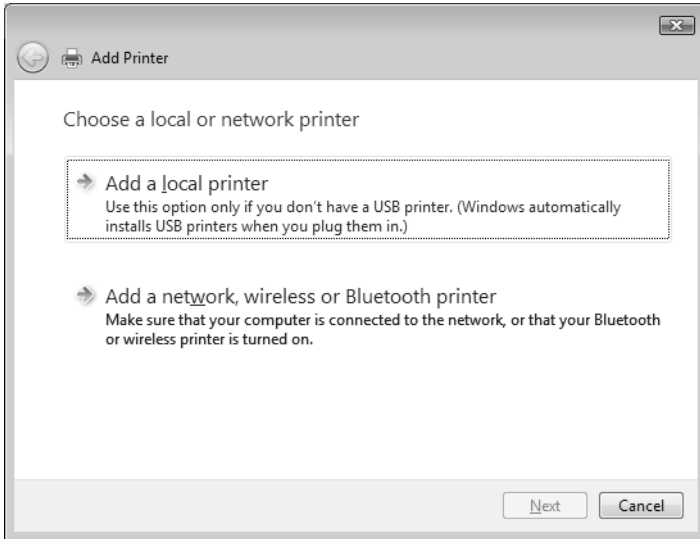 Add Printer
Choose a local or network printer
Add a local printer
Use this option only if you don't have a USB printer. (Windows automatically
installs USB printers when you plug them in.)
Add a network, wireless or Bluetooth printer
Make sure that your computer is connected to the network, or that your Bluetooth
or wireless printer is turned on.
Next
Cancel